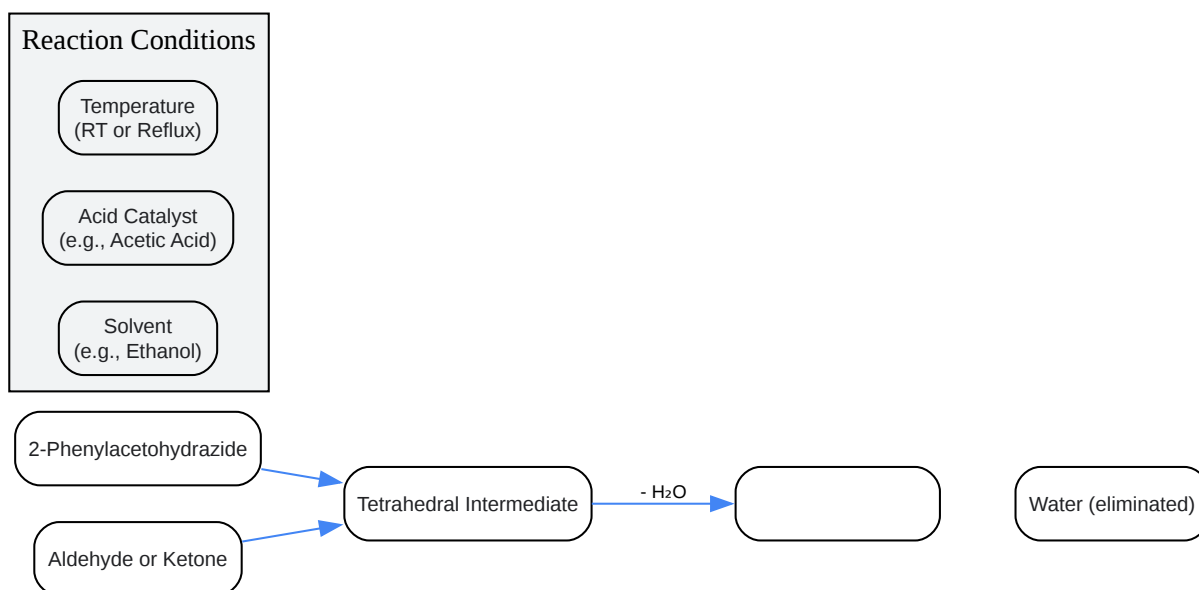 Reaction Conditions
Temperature
(RT or Reflux)
Acid Catalyst
(e.g., Acetic Acid)
Solvent
(e.g., Ethanol)
2-Phenylacetohydrazide
Aldehyde or Ketone
Tetrahedral Intermediate
- H₂O
Water (eliminated)